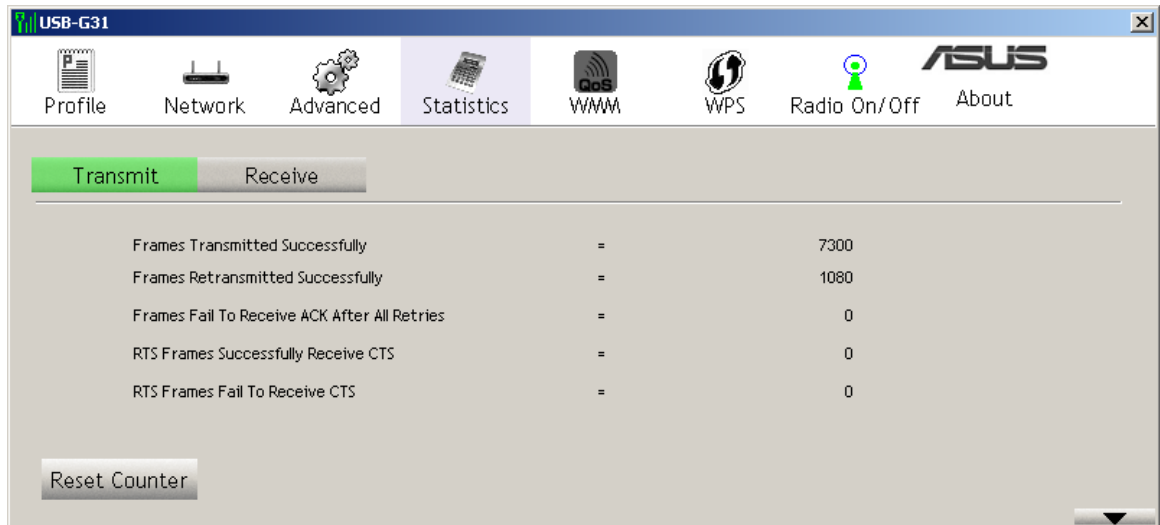 USB-G31
Profile Network Advanced Statistics QoS WMM WPS Radio On/Off ASUS About
Transmit Receive
Frames Transmitted Successfully = 7300
Frames Retransmitted Successfully = 1080
Frames Fail To Receive ACK After All Retries = 0
RTS Frames Successfully Receive CTS = 0
RTS Frames Fail To Receive CTS = 0
Reset Counter